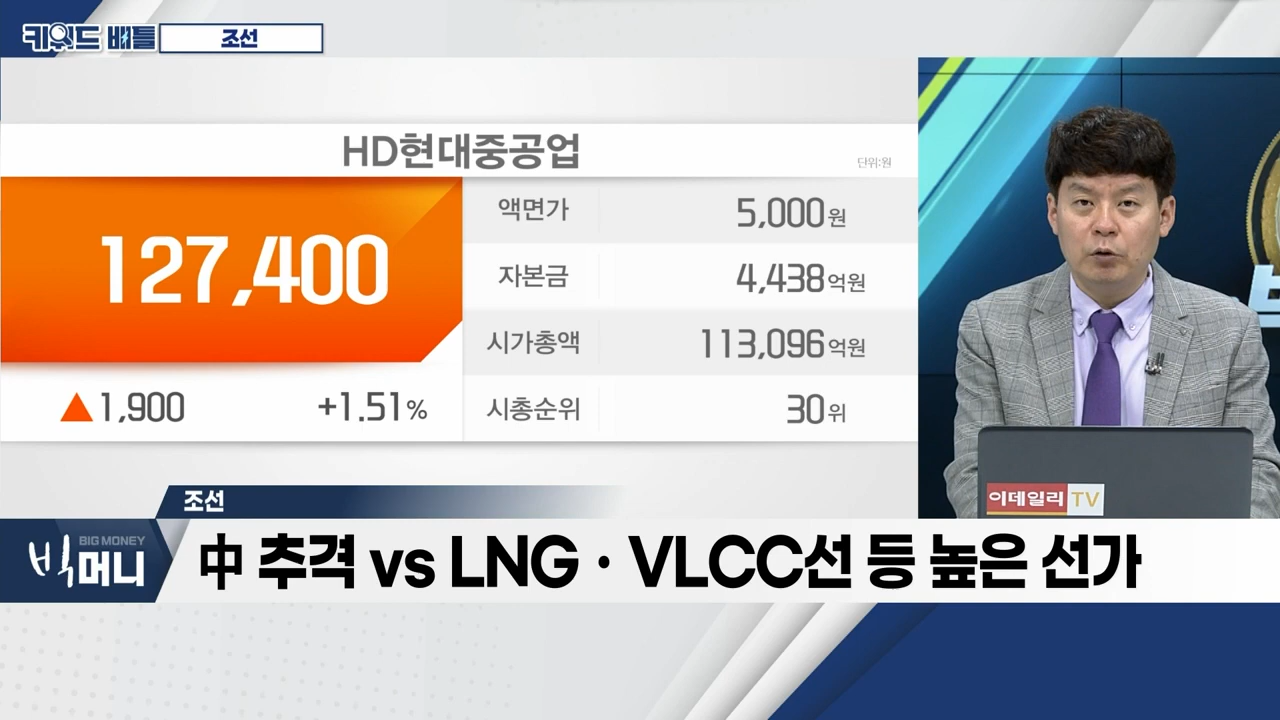 키워드 배틀
조선
HD현대중공업
단위:원
127,400
▲1,900 +1.51%
액면가 5,000원
자본금 4,438억원
시가총액 113,096억원
시총순위 30위
이데일리TV
조선
BIG MONEY
빅머니
中 추격 vs LNG· VLCC선 등 높은 선가